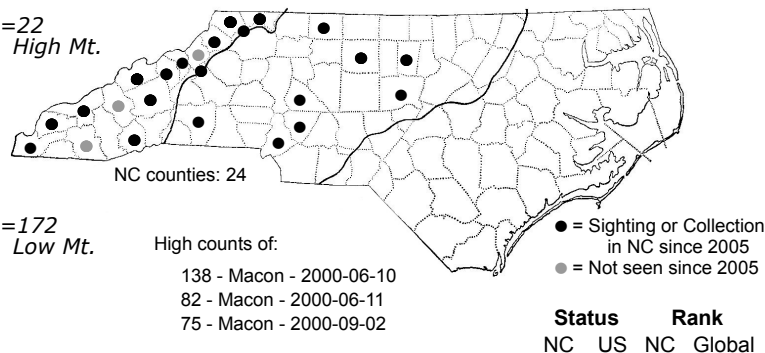 =22
High Mt.
NC counties: 24
=172
Low Mt.
High counts of:
138 - Macon - 2000-06-10
82 - Macon - 2000-06-11
75 - Macon - 2000-09-02
= Sighting or Collection
in NC since 2005
= Not seen since 2005
Status Rank
NC US NC Global